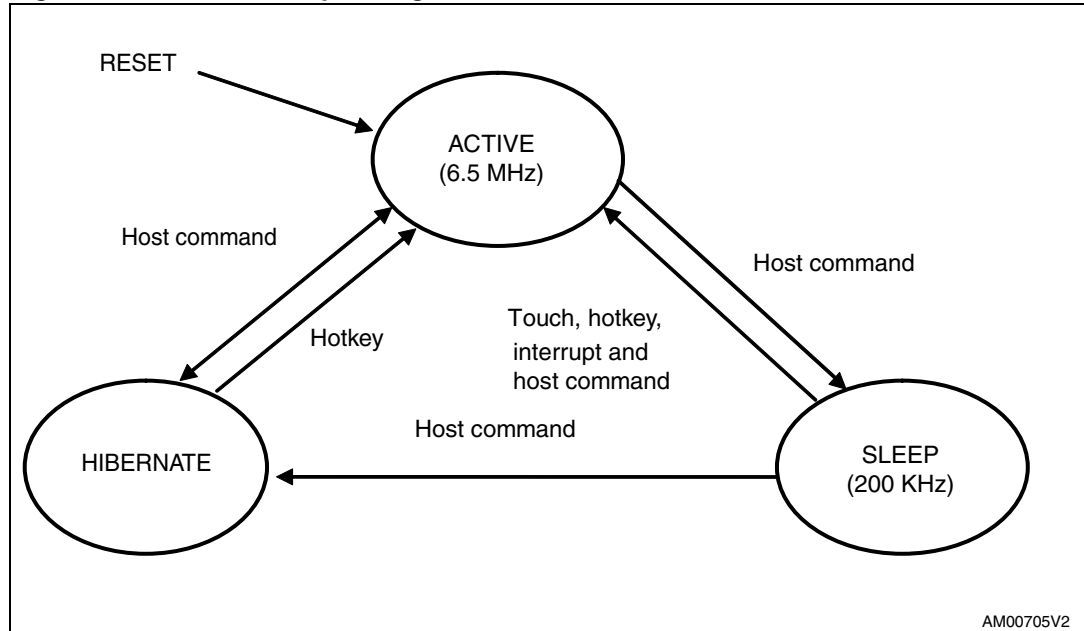 RESET
ACTIVE
(6.5 MHz)
Host command
Host command
Hotkey
Touch, hotkey,
interrupt and
host command
Host command
HIBERNATE
SLEEP
(200 KHz)
AM00705V2